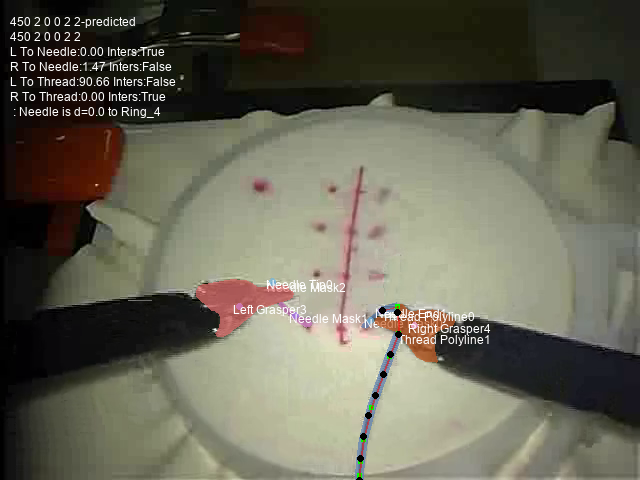 450 2 0 0 2 2-predicted
450 2 0 0 2 2
L To Needle:0.00 Inters:True
R To Needle:1.47 Inters:False
L To Thread:90.66 Inters:False
R To Thread:0.00 Inters:True
: Needle is d=0.0 to Ring_4
Needle Tip0
Needle Mask2
Left Grasper3
Needle Mask1
Thread Polyline0
Right Grasper4
Thread Polyline1